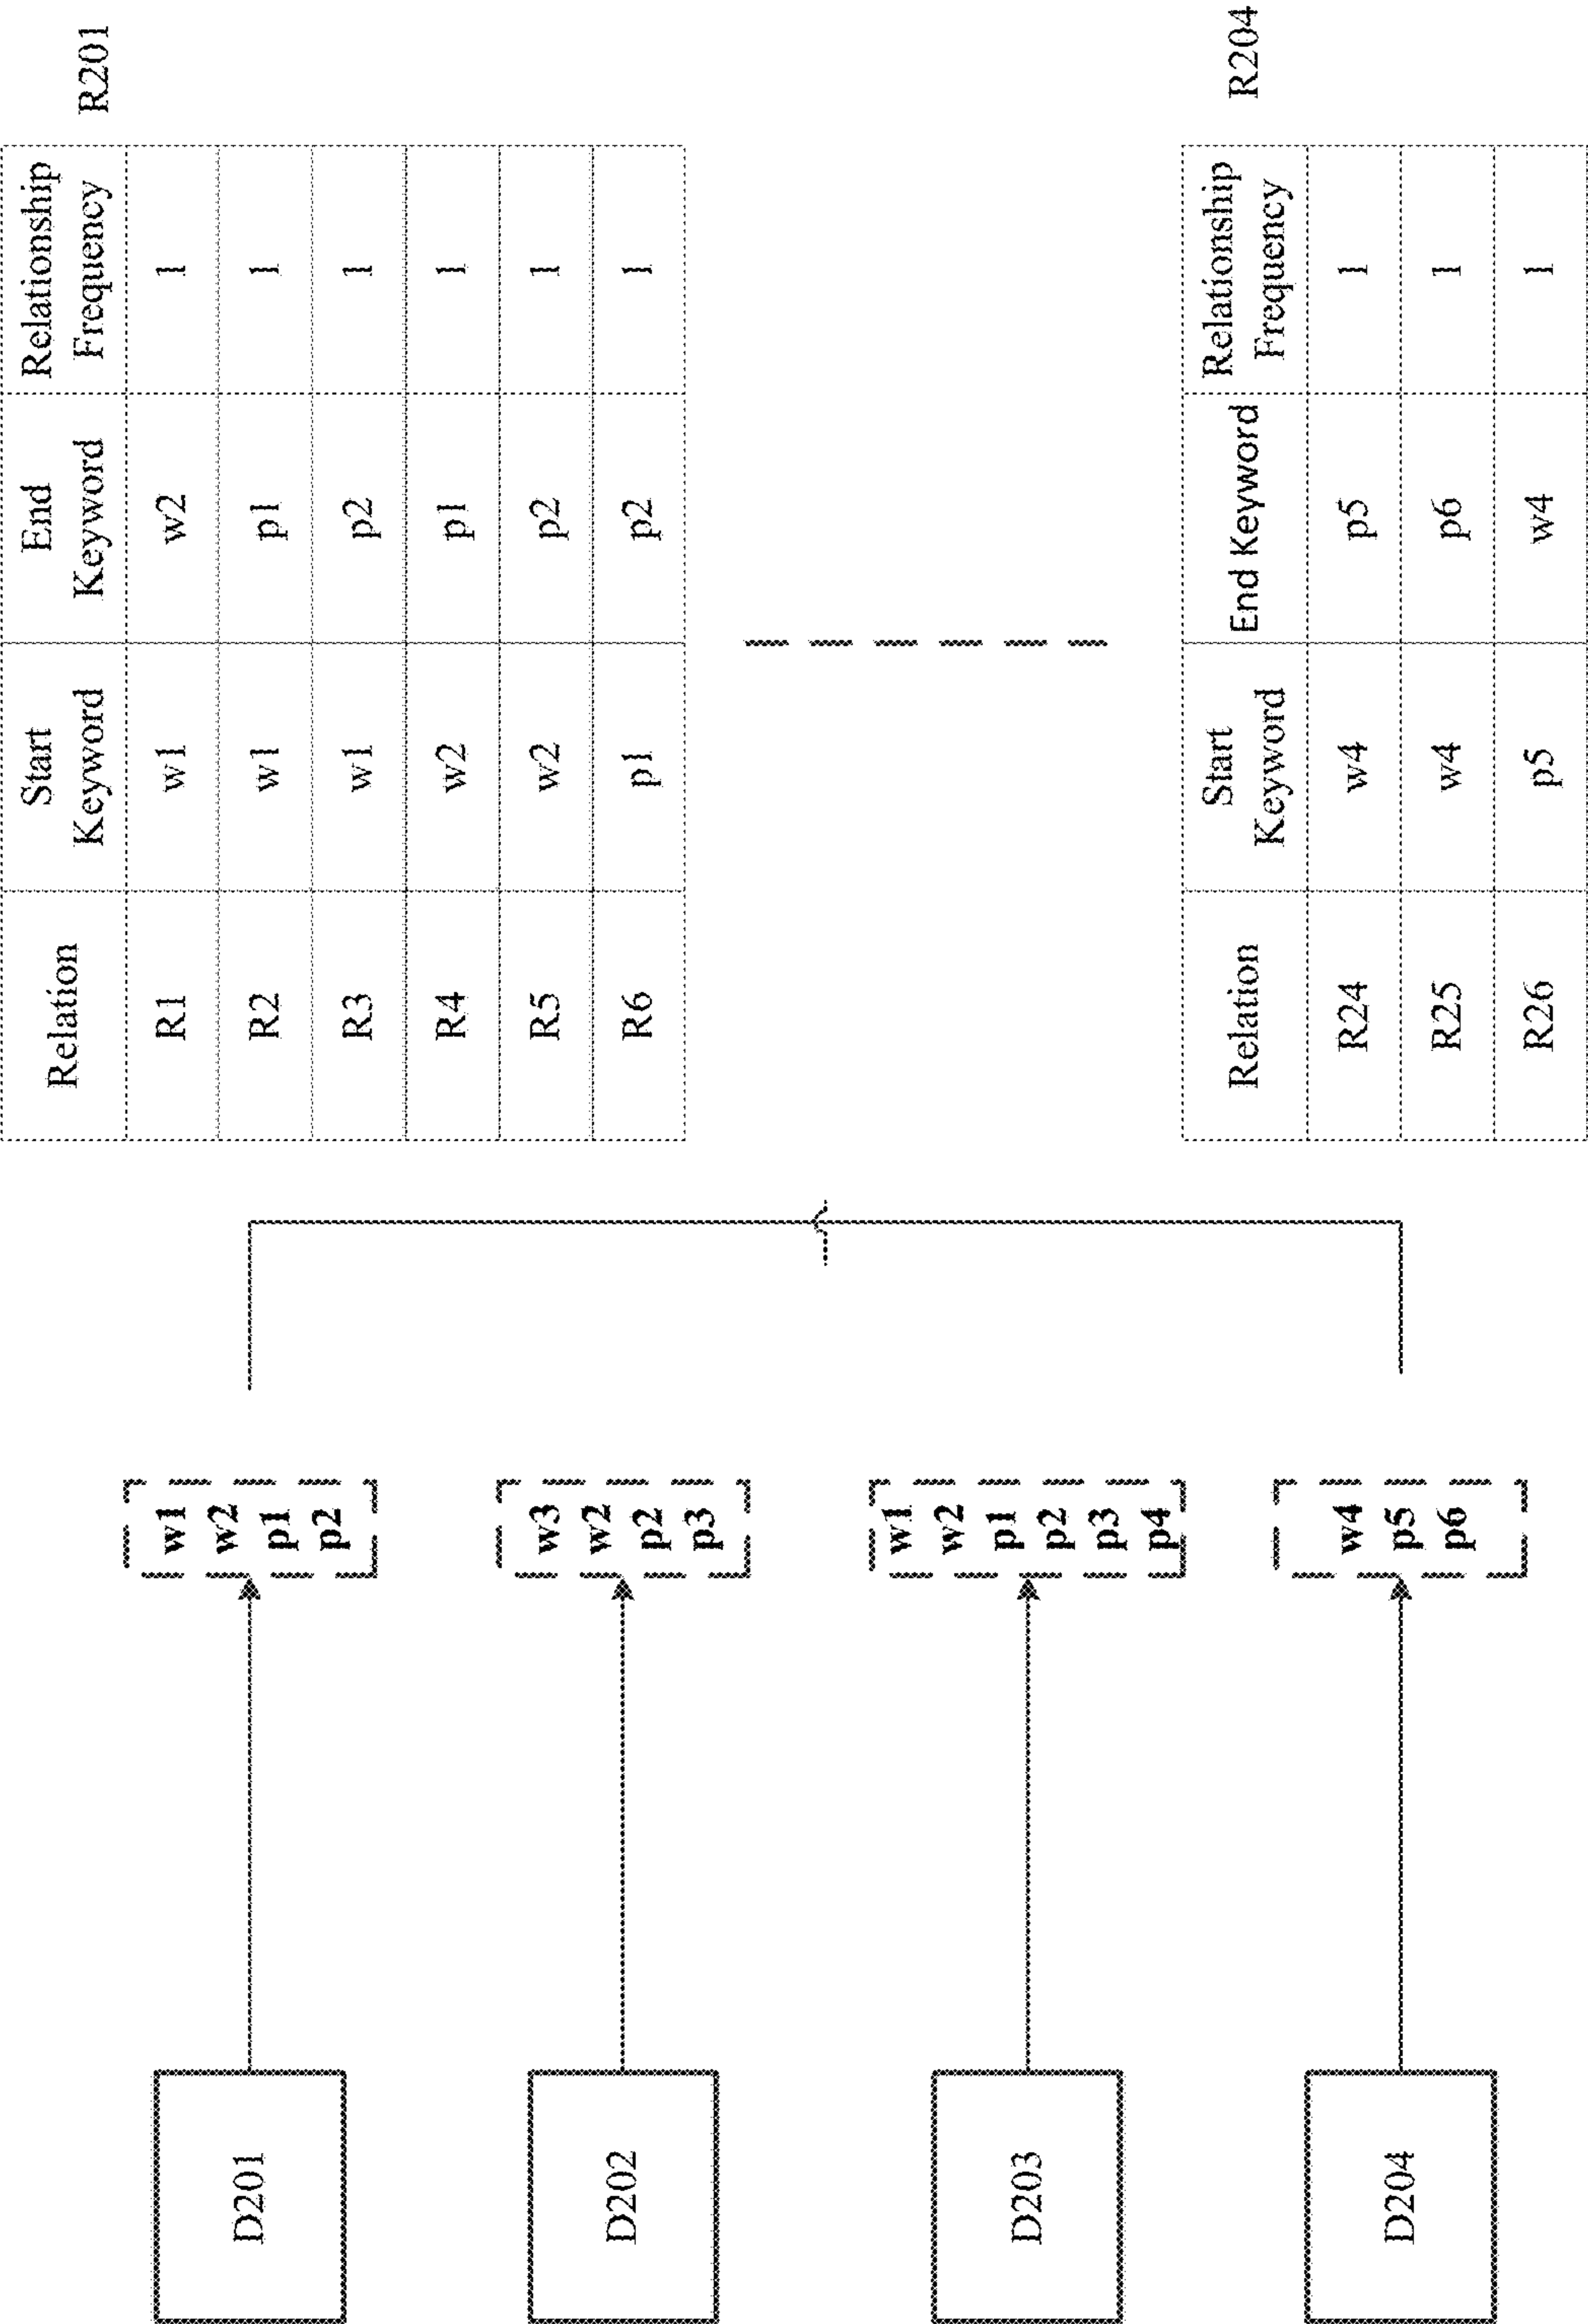 D201
w1
w2
p1
p2
D202
w3
w2
p2
p3
D203
w1
w2
p1
p2
p3
p4
D204
w4
p5
p6
Relation
Start
Keyword
End
Keyword
Relationship
Frequency
R201
R1 w1 w2 1
R2 w1 p1 1
R3 w1 p2 1
R4 w2 p1 1
R5 w2 p2 1
R6 p1 p2 1
Relation
Start
Keyword
End Keyword
Relationship
Frequency
R204
R24 w4 p5 1
R25 w4 p6 1
R26 p5 w4 1